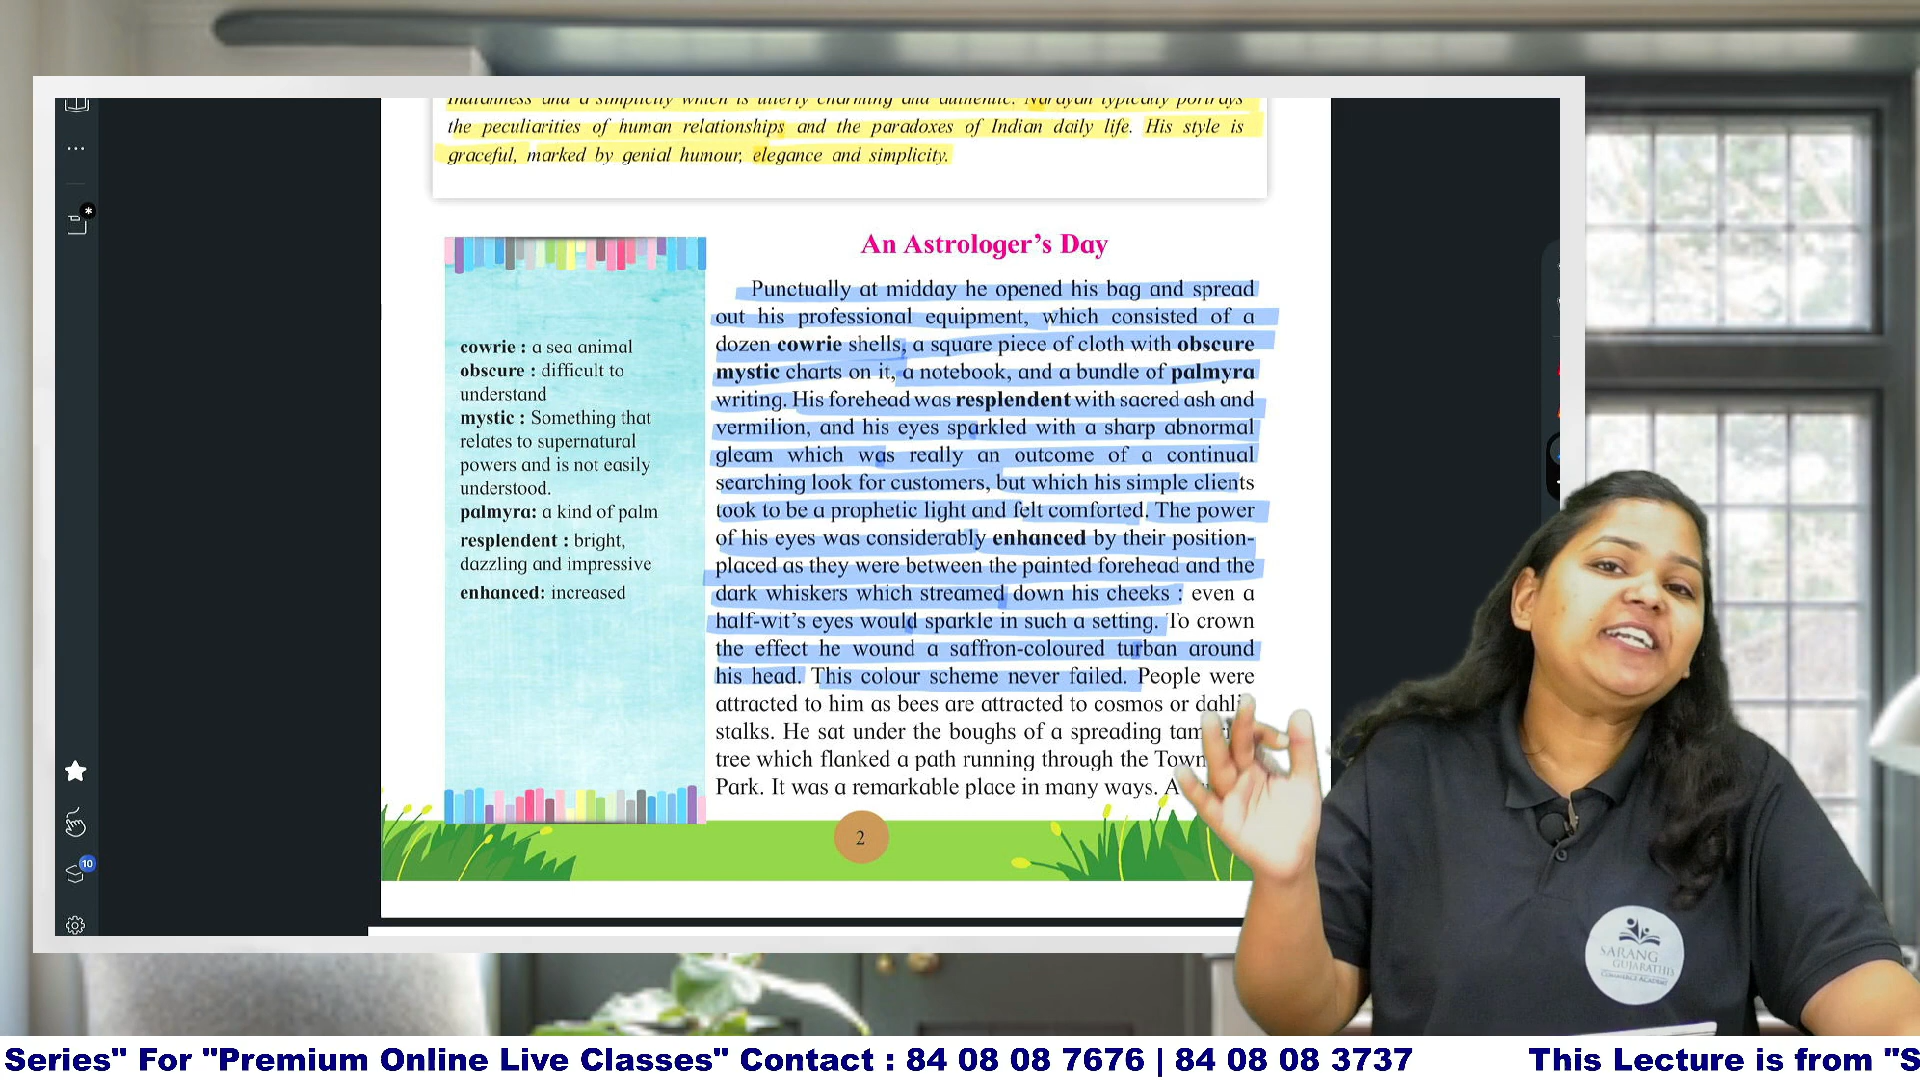 the peculiarities of human relationships and the paradoxes of Indian daily life. His style is
graceful, marked by genial humour, elegance and simplicity.
An Astrologer's Day
cowrie : a sea animal
obscure : difficult to
understand
mystic : Something that
relates to supernatural
powers and is not easily
understood.
palmyra: a kind of palm
resplendent : bright,
dazzling and impressive
enhanced: increased
Punctually at midday he opened his bag and spread
out his professional equipment, which consisted of a
dozen cowrie shells, a square piece of cloth with obscure
mystic charts on it, a notebook, and a bundle of palmyra
writing. His forehead was resplendent with sacred ash and
vermilion, and his eyes sparkled with a sharp abnormal
gleam which was really an outcome of a continual
searching look for customers, but which his simple clients
took to be a prophetic light and felt comforted. The power
of his eyes was considerably enhanced by their position-
placed as they were between the painted forehead and the
dark whiskers which streamed down his cheeks : even a
half-wit's eyes would sparkle in such a setting. To crown
the effect he wound a saffron-coloured turban around
his head. This colour scheme never failed. People were
attracted to him as bees are attracted to cosmos or
stalks. He sat under the boughs of a spreading
tree which flanked a path running through the Town
Park. It was a remarkable place in many ways. A
2
10
SARANG
GUJARATHI'S
COMMERCE ACADEMY
Series" For "Premium Online Live Classes" Contact : 84 08 08 7676 | 84 08 08 3737 This Lecture is from "S